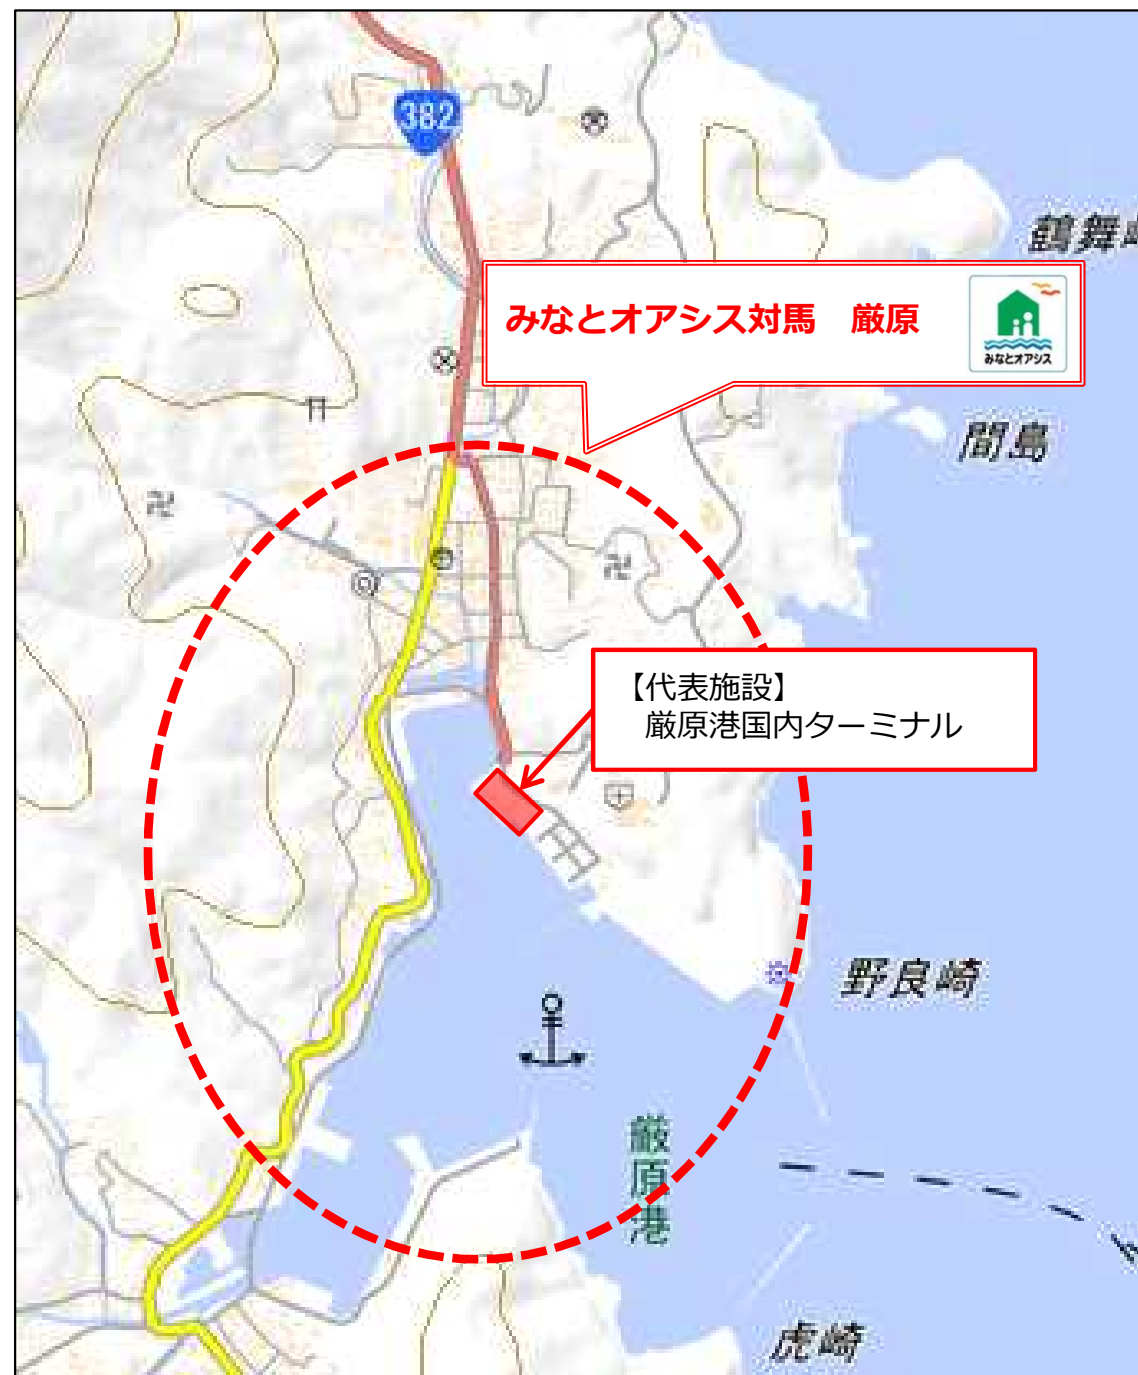 382
鶴舞崎
みなとオアシス対馬　厳原
みなとオアシス
間島
【代表施設】
厳原港国内ターミナル
野良崎
厳原港
虎崎